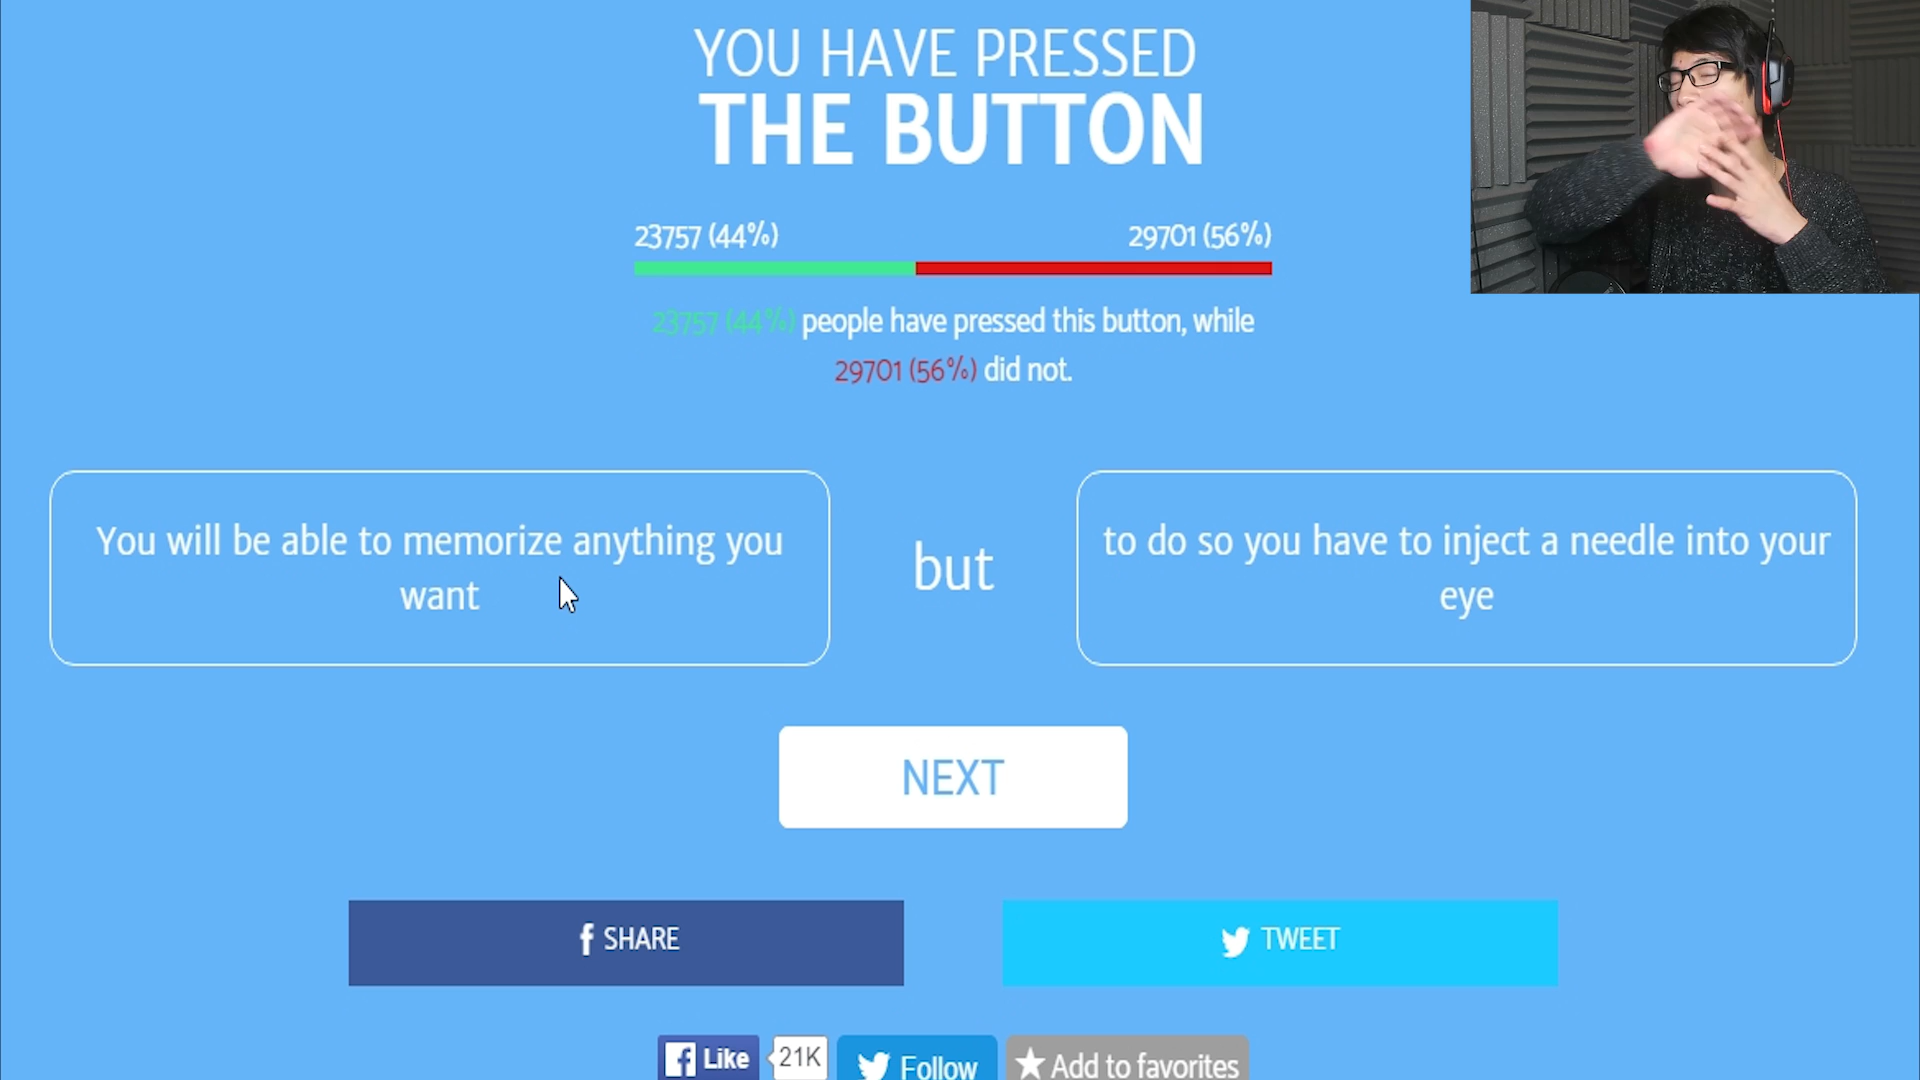 YOU HAVE PRESSED
THE BUTTON
23757 (44%) 29701 (56%)
23757 (44%) people have pressed this button, while
29701 (56%) did not.
You will be able to memorize anything you
want
but
to do so you have to inject a needle into your
eye
NEXT
f SHARE
TWEET
f Like 21K Follow Add to favorites